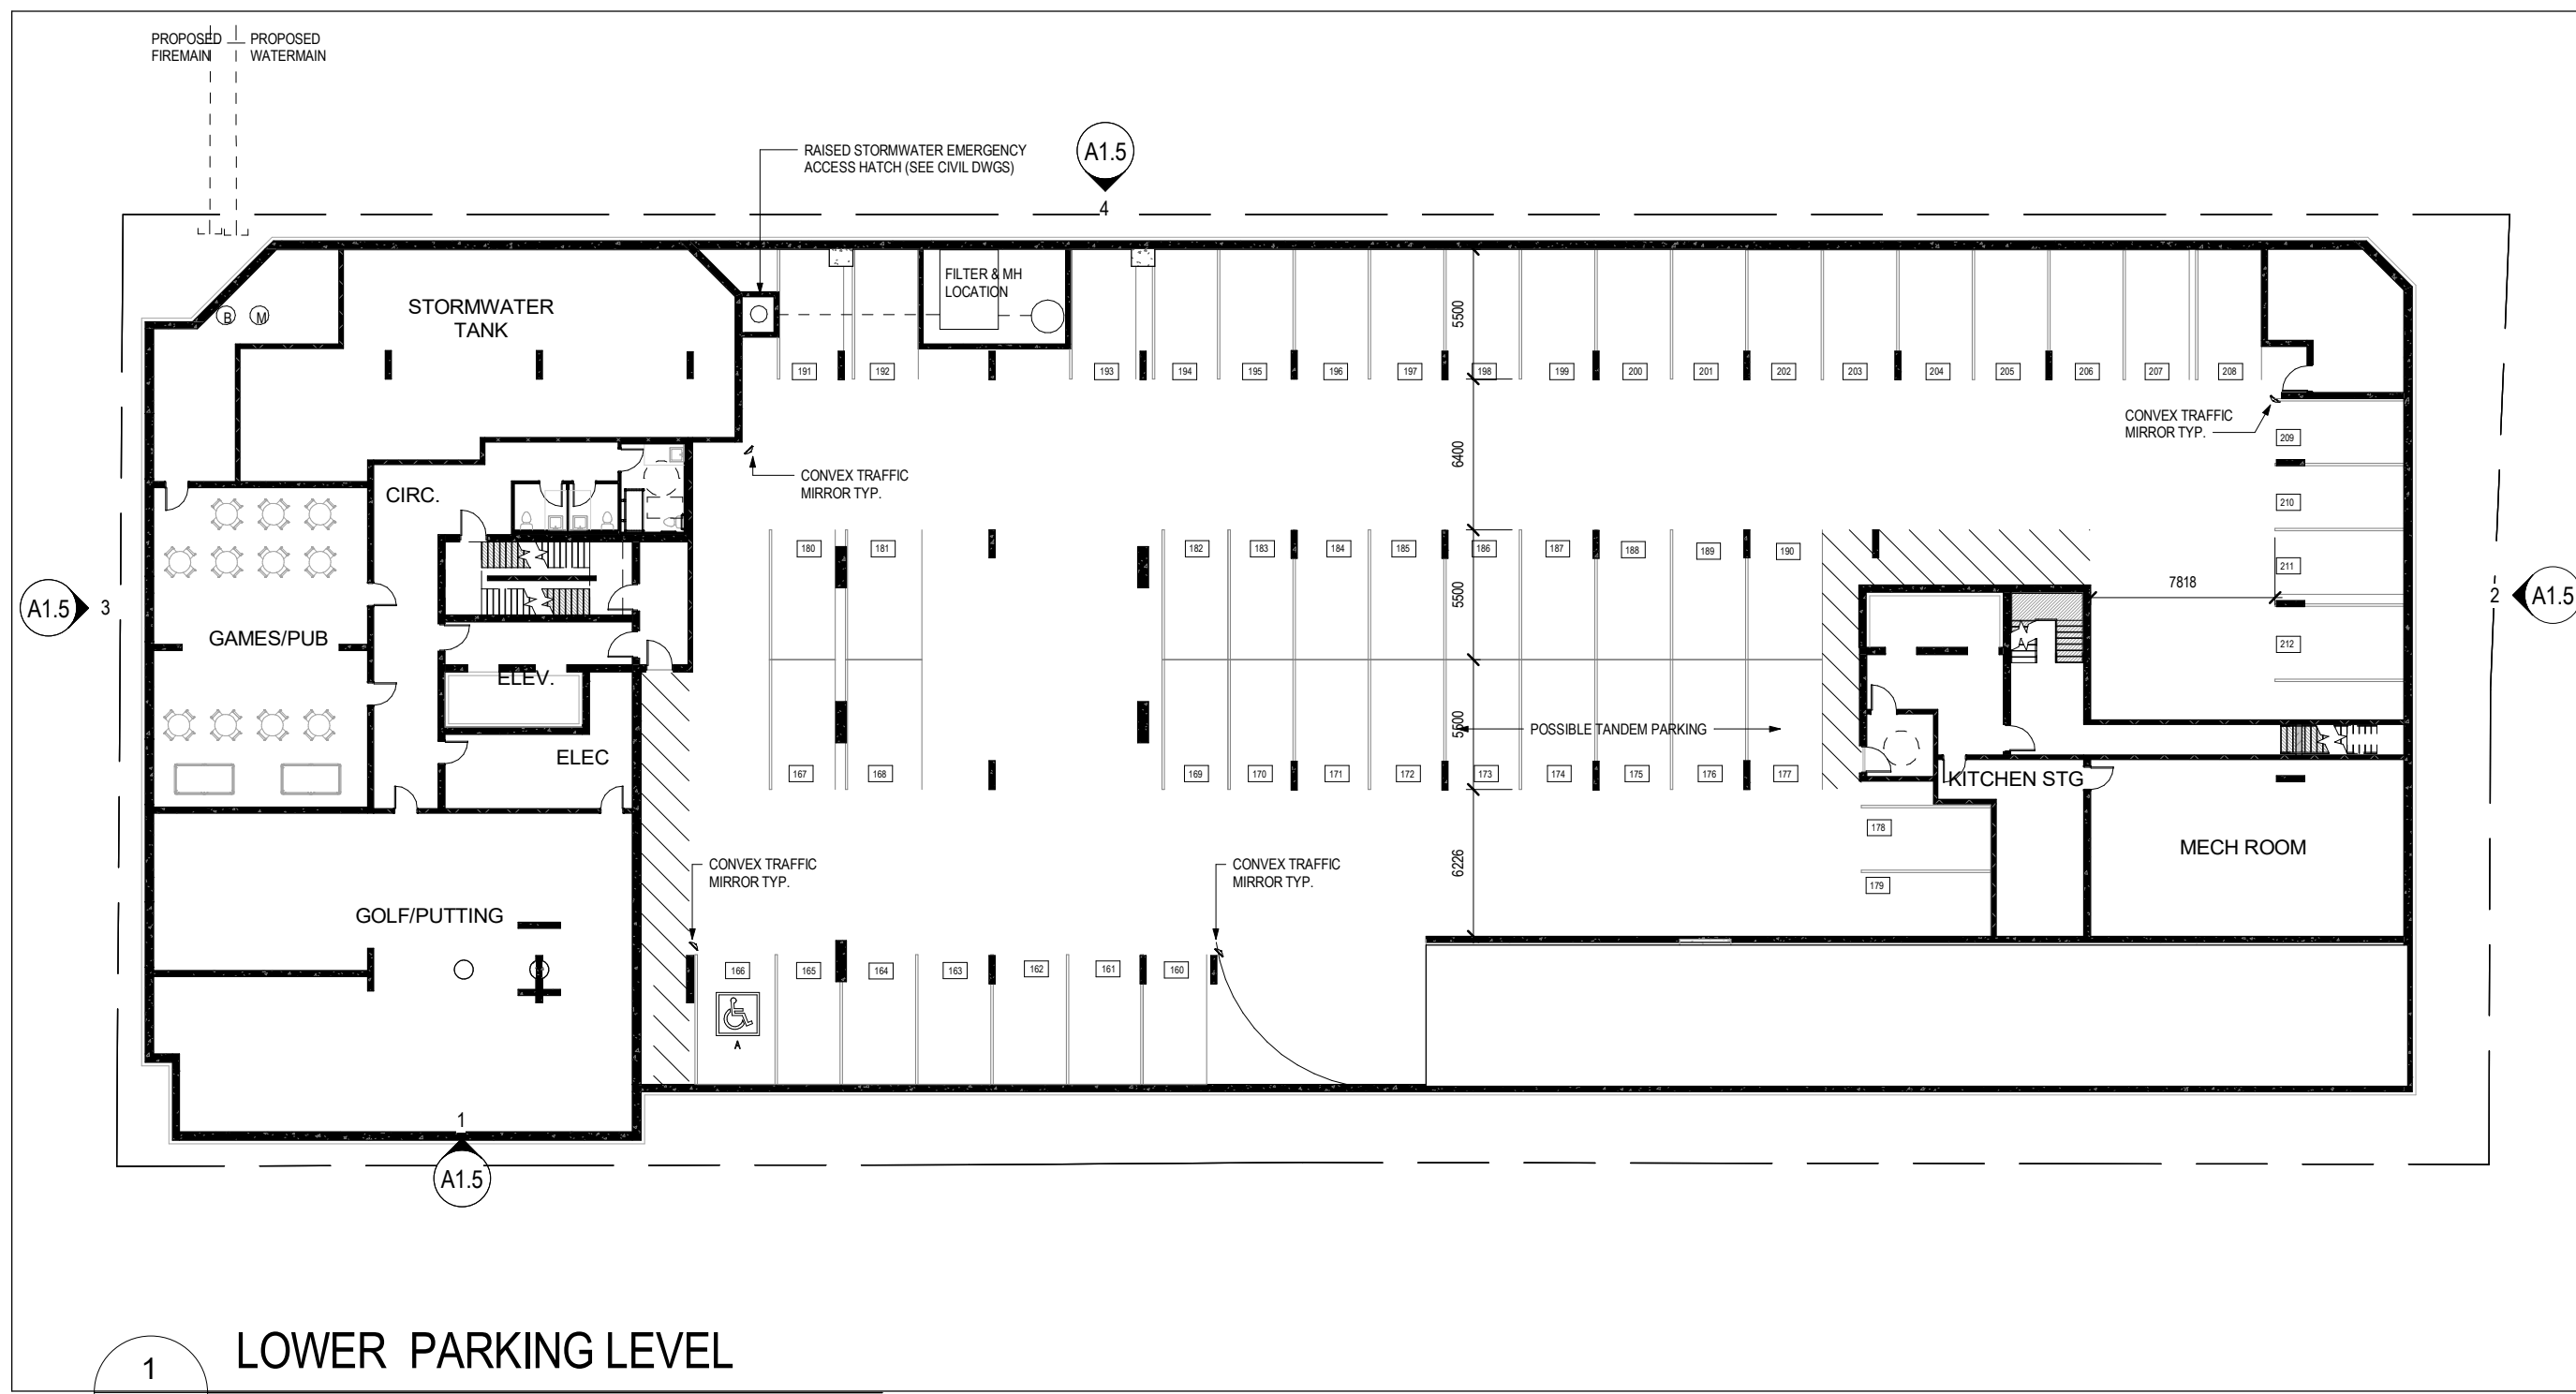 PROPOSED
FIREMAIN
PROPOSED
WATERMAIN
RAISED STORMWATER EMERGENCY
ACCESS HATCH (SEE CIVIL DWGS)
A1.5
4
B
M
STORMWATER
TANK
FILTER & MH
LOCATION
5500
191
192
193
194
195
196
197
198
199
200
201
202
203
204
205
206
207
208
CONVEX TRAFFIC
MIRROR TYP.
209
6400
CONVEX TRAFFIC
MIRROR TYP.
CIRC.
210
180
181
182
183
184
185
186
187
188
189
190
211
7818
5500
A1.5
3
2
A1.5
GAMES/PUB
212
ELEV.
5500
POSSIBLE TANDEM PARKING
ELEC
167
168
169
170
171
172
173
174
175
176
177
KITCHEN STG
178
MECH ROOM
CONVEX TRAFFIC
MIRROR TYP.
CONVEX TRAFFIC
MIRROR TYP.
6226
179
GOLF/PUTTING
166
165
164
163
162
161
160
A
1
A1.5
1
LOWER PARKING LEVEL